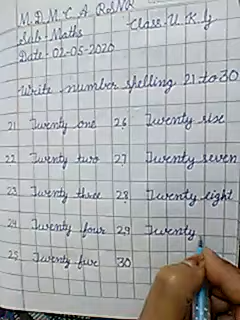 M.D.M.C.A RoSNR
Class-U.K.g
Sub-Maths
Date-02-05-2020
Write number spelling 21 to 30
21 Twenty one 26 Twenty six
22 Twenty two 27 Twenty seven
23 Twenty three 28 Twenty eight
24 Twenty four 29 Twenty
25 Twenty five 30